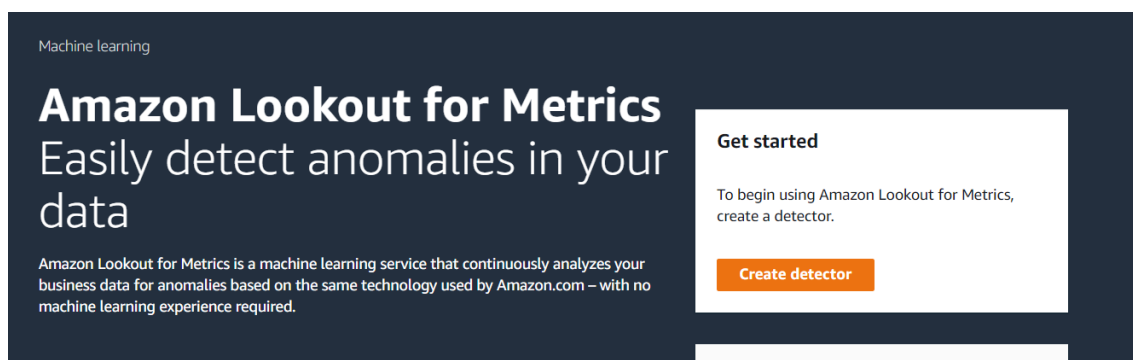 Machine learning
Amazon Lookout for Metrics
Easily detect anomalies in your
data
Amazon Lookout for Metrics is a machine learning service that continuously analyzes your
business data for anomalies based on the same technology used by Amazon.com – with no
machine learning experience required.
Get started
To begin using Amazon Lookout for Metrics,
create a detector.
Create detector